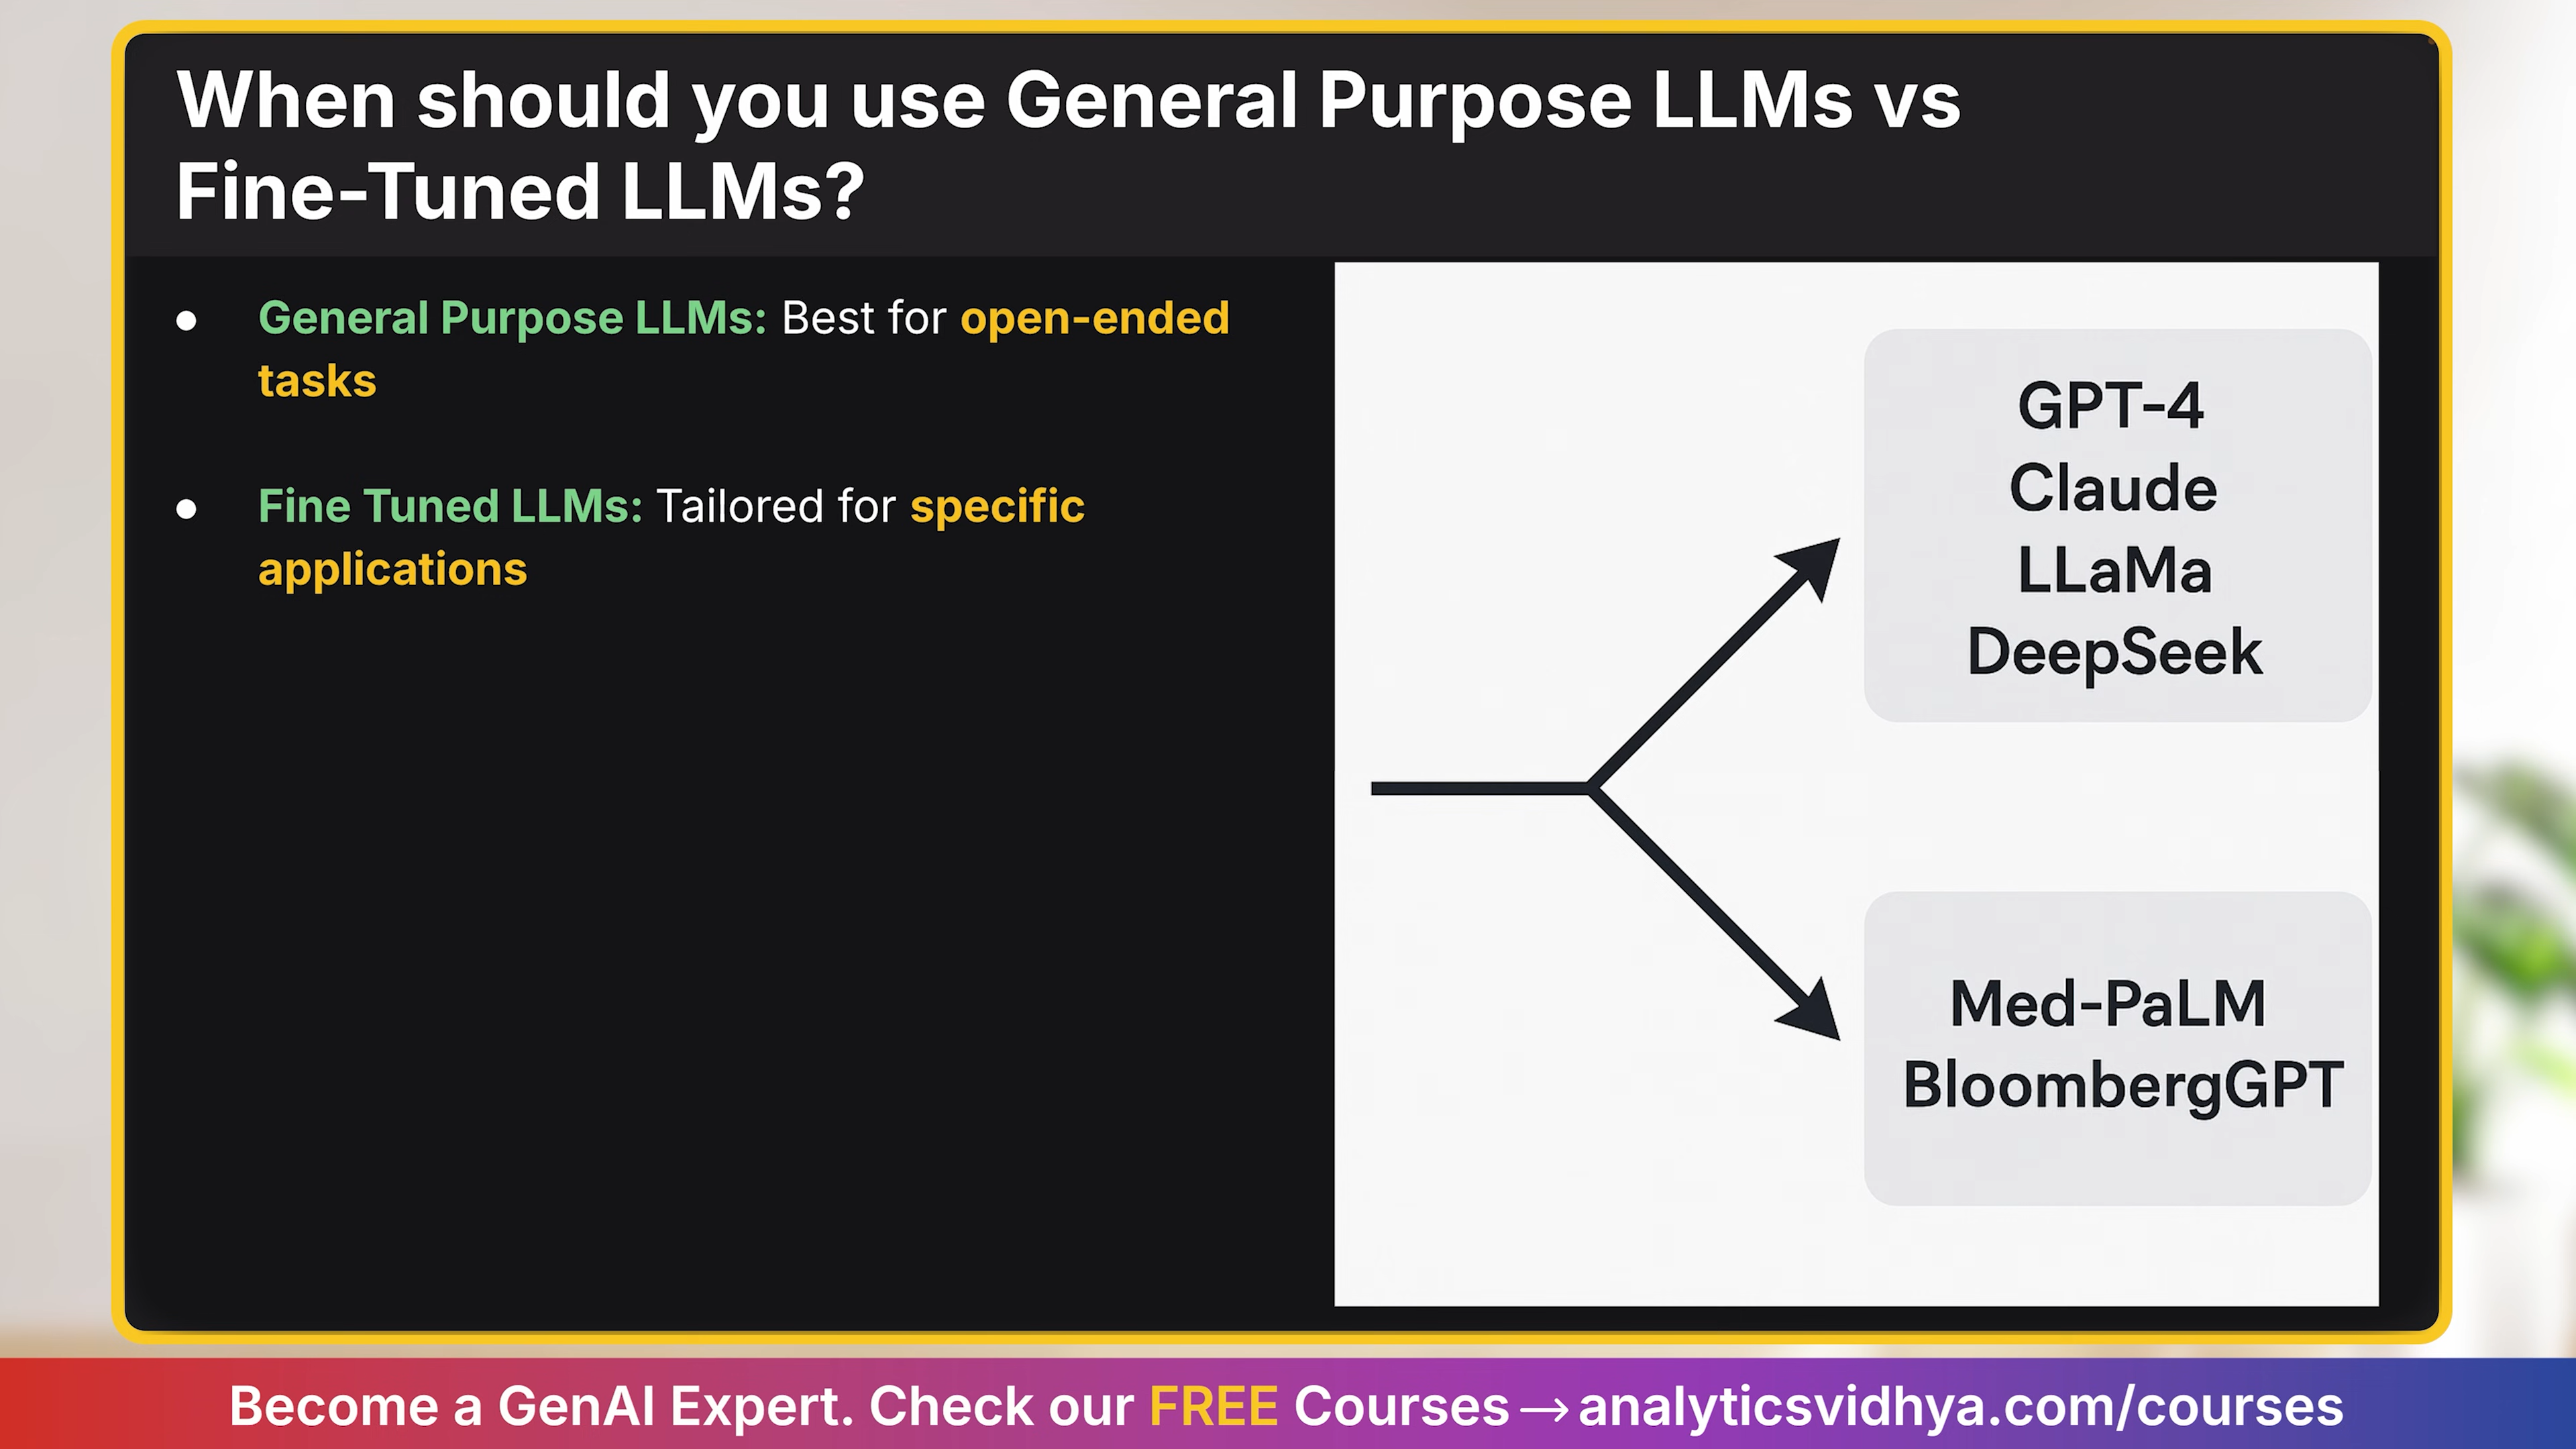 When should you use General Purpose LLMs vs
Fine-Tuned LLMs?
● General Purpose LLMs: Best for open-ended
tasks
● Fine Tuned LLMs: Tailored for specific
applications
GPT-4
Claude
LLaMa
DeepSeek
Med-PaLM
BloombergGPT
Become a GenAI Expert. Check our FREE Courses → analyticsvidhya.com/courses